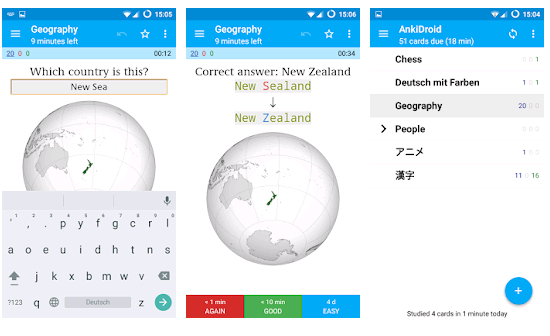 15:05
Geography
9 minutes left
20 0 0
00:12
Which country is this?
New Sea
' , . p y f g c r l
a o e u i d h t n s
j k x b m w v
?123 q Deutsch z
15:06
Geography
9 minutes left
20 0 0
00:34
Correct answer: New Zealand
New Sealand
↓
New Zealand
< 1 min
AGAIN
< 10 min
GOOD
4 d
EASY
15:04
AnkiDroid
51 cards due (18 min)
Chess 0 0 1
Deutsch mit Farben 1 0 1
Geography 20 0 0
People
アニメ 1 0 0
漢字 11 0 16
Studied 4 cards in 1 minute today